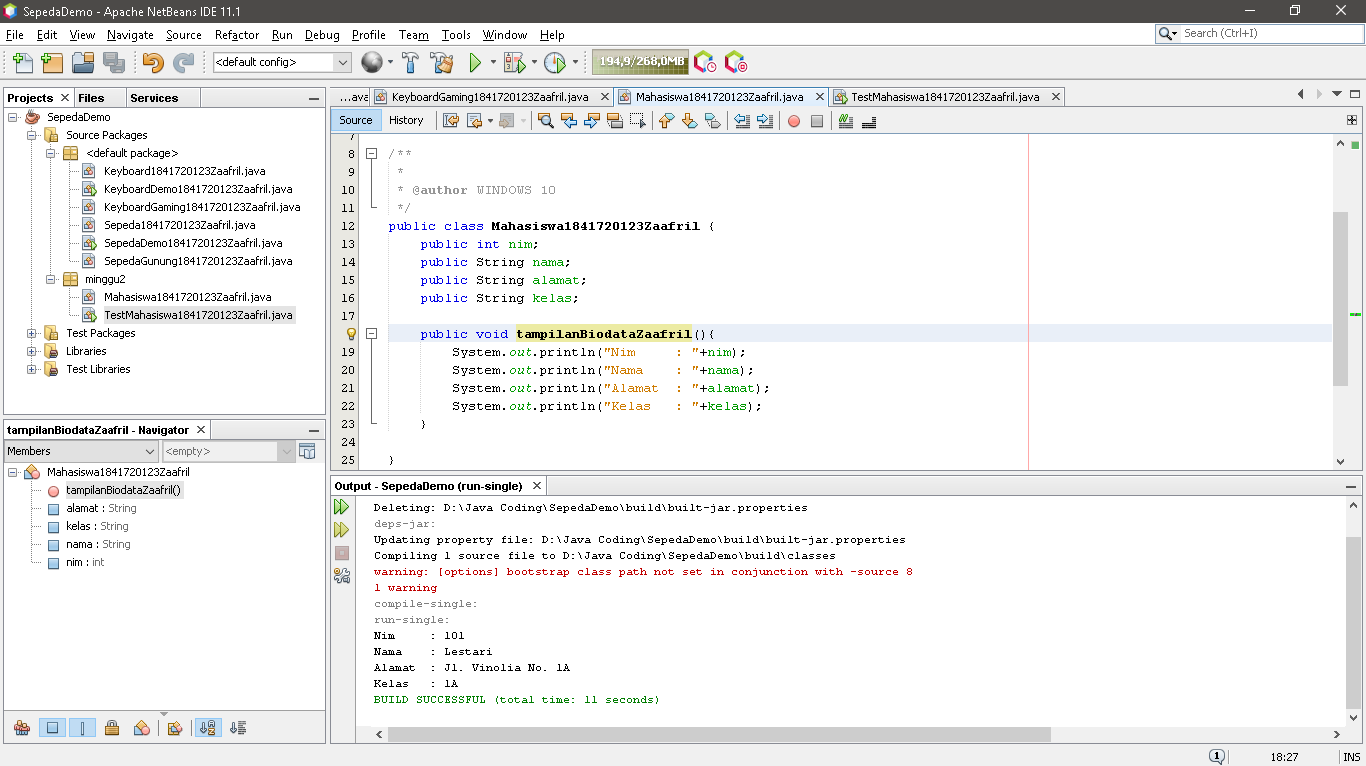 SepedaDemo - Apache NetBeans IDE 11.1
File Edit View Navigate Source Refactor Run Debug Profile Team Tools Window Help
Search (Ctrl+I)
<default config>
194,9/268,0MB
Projects Files Services
SepedaDemo
Source Packages
<default package>
Keyboard1841720123Zaafril.java
KeyboardDemo1841720123Zaafril.java
KeyboardGaming1841720123Zaafril.java
Sepeda1841720123Zaafril.java
SepedaDemo1841720123Zaafril.java
SepedaGunung1841720123Zaafril.java
minggu2
Mahasiswa1841720123Zaafril.java
TestMahasiswa1841720123Zaafril.java
Test Packages
Libraries
Test Libraries
tampilanBiodataZaafril - Navigator
Members <empty>
Mahasiswa1841720123Zaafril
tampilanBiodataZaafril()
alamat : String
kelas : String
nama : String
nim : int
...ava KeyboardGaming1841720123Zaafril.java Mahasiswa1841720123Zaafril.java TestMahasiswa1841720123Zaafril.java
Source History
7
8 /**
9 *
10 * @author WINDOWS 10
11 */
12 public class Mahasiswa1841720123Zaafril {
13 public int nim;
14 public String nama;
15 public String alamat;
16 public String kelas;
17
public void tampilanBiodataZaafril(){
19 System.out.println("Nim     : "+nim);
20 System.out.println("Nama    : "+nama);
21 System.out.println("Alamat  : "+alamat);
22 System.out.println("Kelas   : "+kelas);
23 }
24
25 }
Output - SepedaDemo (run-single)
Deleting: D:\Java Coding\SepedaDemo\build\built-jar.properties
deps-jar:
Updating property file: D:\Java Coding\SepedaDemo\build\built-jar.properties
Compiling 1 source file to D:\Java Coding\SepedaDemo\build\classes
warning: [options] bootstrap class path not set in conjunction with -source 8
1 warning
compile-single:
run-single:
Nim     : 101
Nama    : Lestari
Alamat  : Jl. Vinolia No. 1A
Kelas   : 1A
BUILD SUCCESSFUL (total time: 11 seconds)
1 18:27 INS